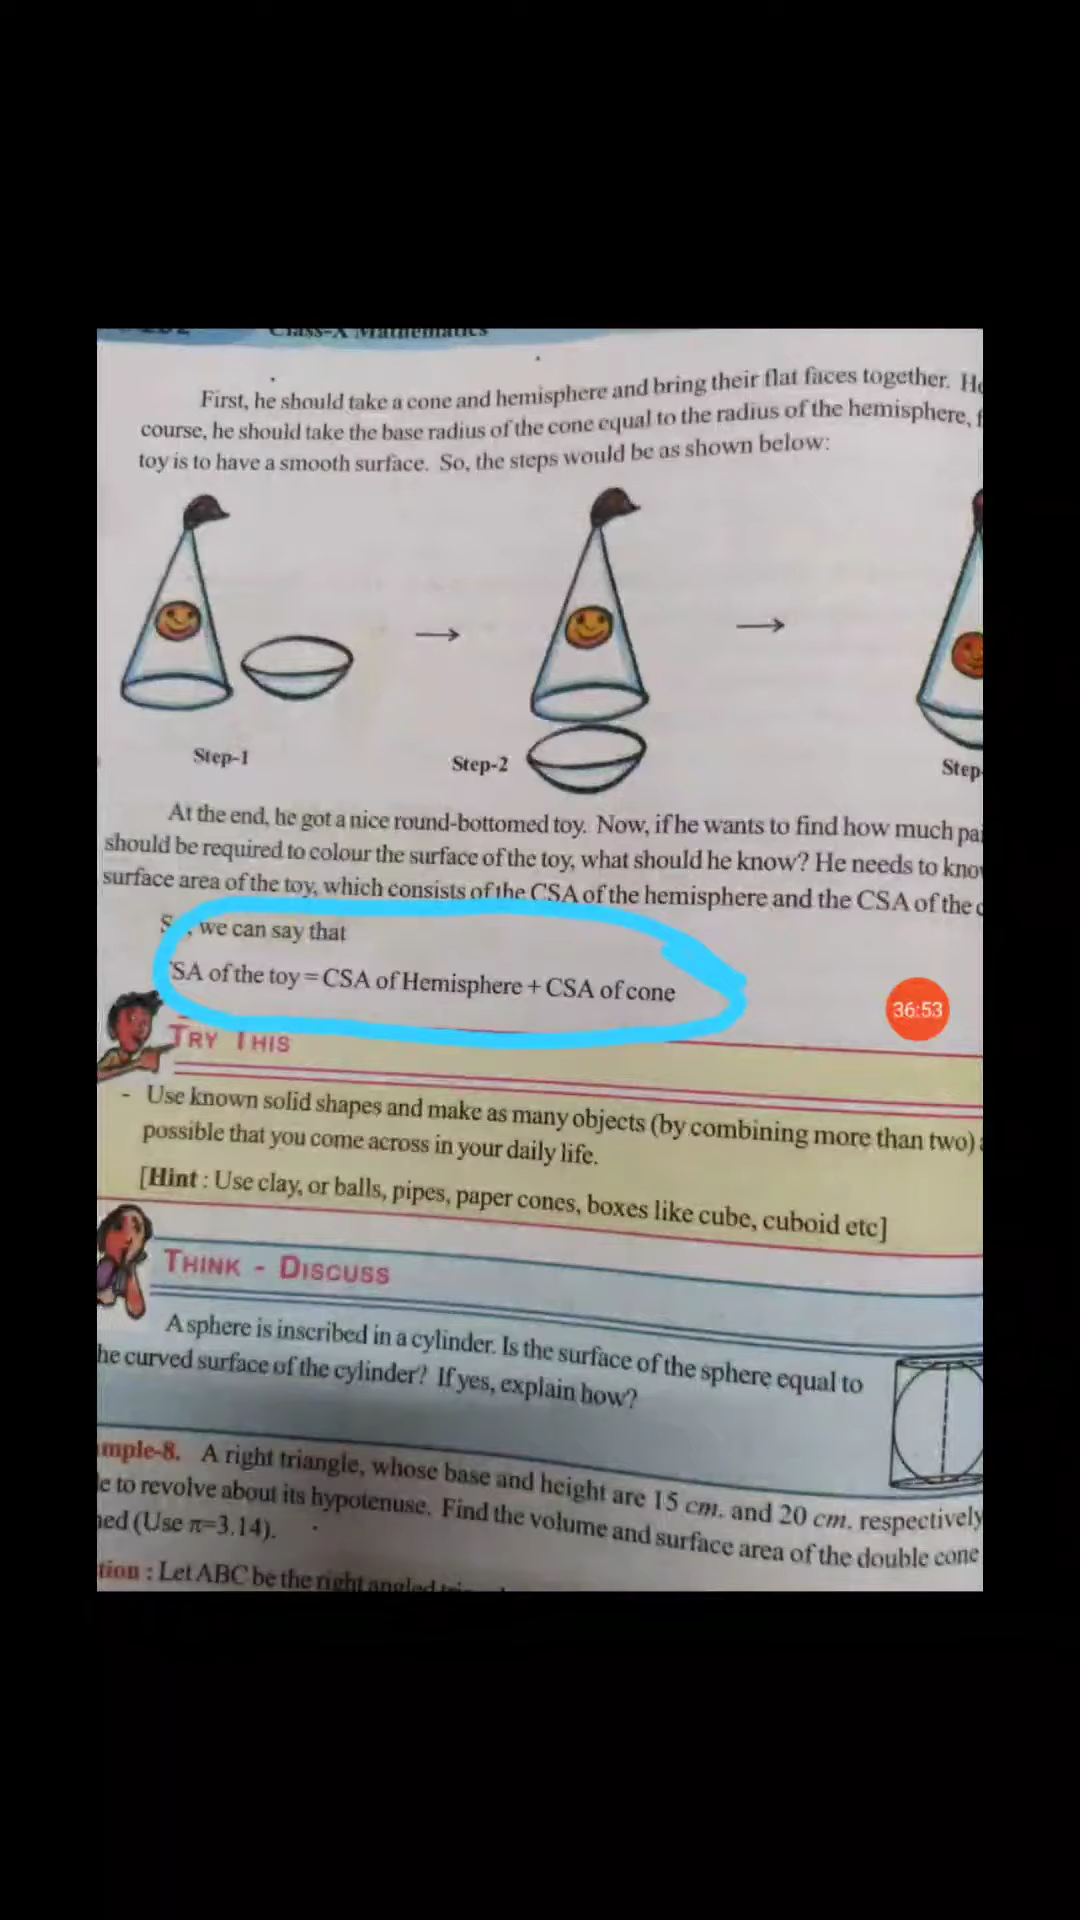 Class-X Mathematics
First, he should take a cone and hemisphere and bring their flat faces together.
course, he should take the base radius of the cone equal to the radius of the hemisphere,
toy is to have a smooth surface. So, the steps would be as shown below:
Step-1
Step-2
Step-
At the end, he got a nice round-bottomed toy. Now, if he wants to find how much
should be required to colour the surface of the toy, what should he know? He needs to
surface area of the toy, which consists of the CSA of the hemisphere and the CSA of the
we can say that
SA of the toy = CSA of Hemisphere + CSA of cone
36:53
TRY THIS
- Use known solid shapes and make as many objects (by combining more than two)
possible that you come across in your daily life.
[Hint : Use clay, or balls, pipes, paper cones, boxes like cube, cuboid etc]
THINK - DISCUSS
A sphere is inscribed in a cylinder. Is the surface of the sphere equal to
he curved surface of the cylinder? If yes, explain how?
mple-8. A right triangle, whose base and height are 15 cm. and 20 cm. respectively
e to revolve about its hypotenuse. Find the volume and surface area of the double cone
ned (Use π=3.14).
tion : Let ABC be the right angled